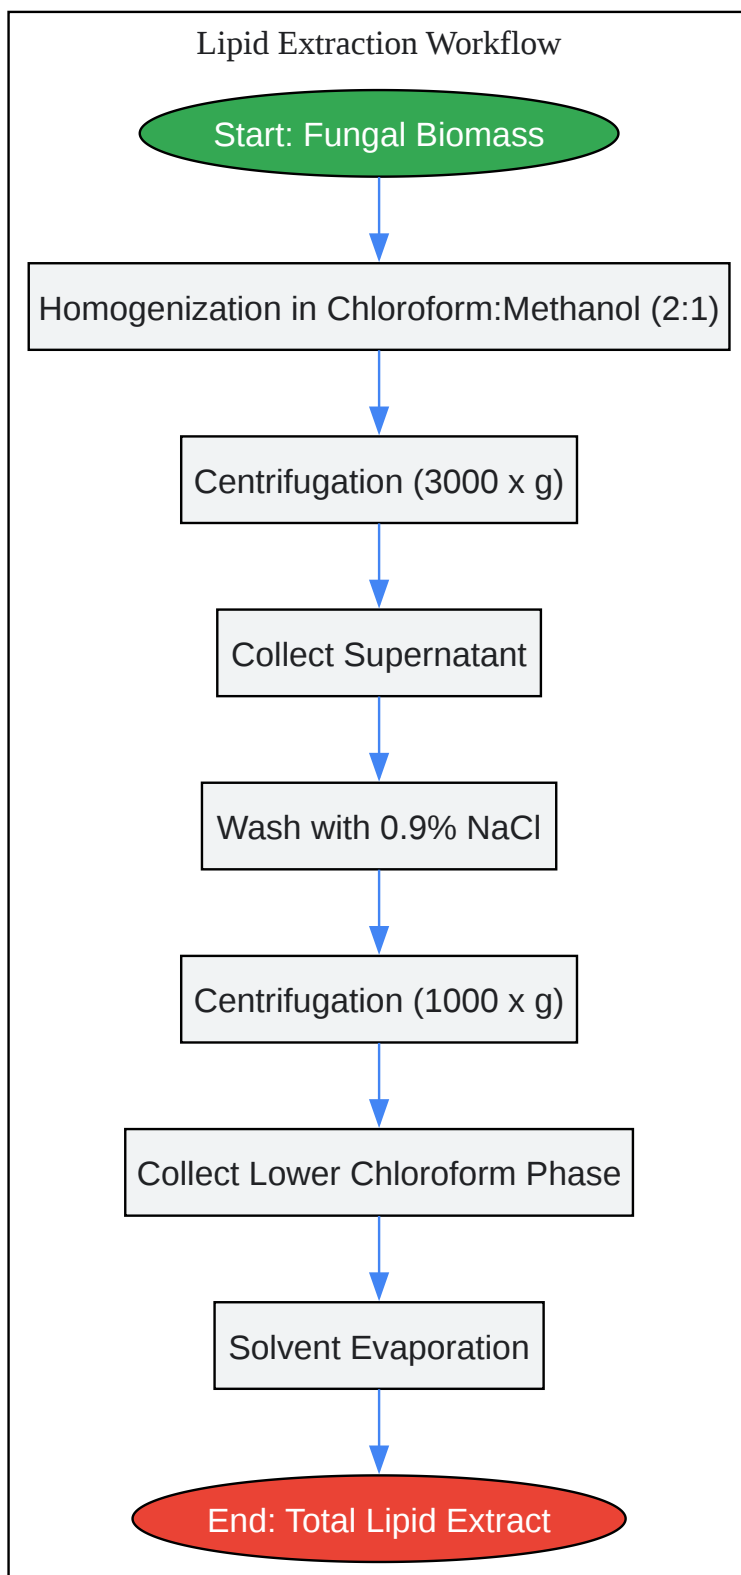 Lipid Extraction Workflow
Start: Fungal Biomass
Homogenization in Chloroform:Methanol (2:1)
Centrifugation (3000 x g)
Collect Supernatant
Wash with 0.9% NaCl
Centrifugation (1000 x g)
Collect Lower Chloroform Phase
Solvent Evaporation
End: Total Lipid Extract